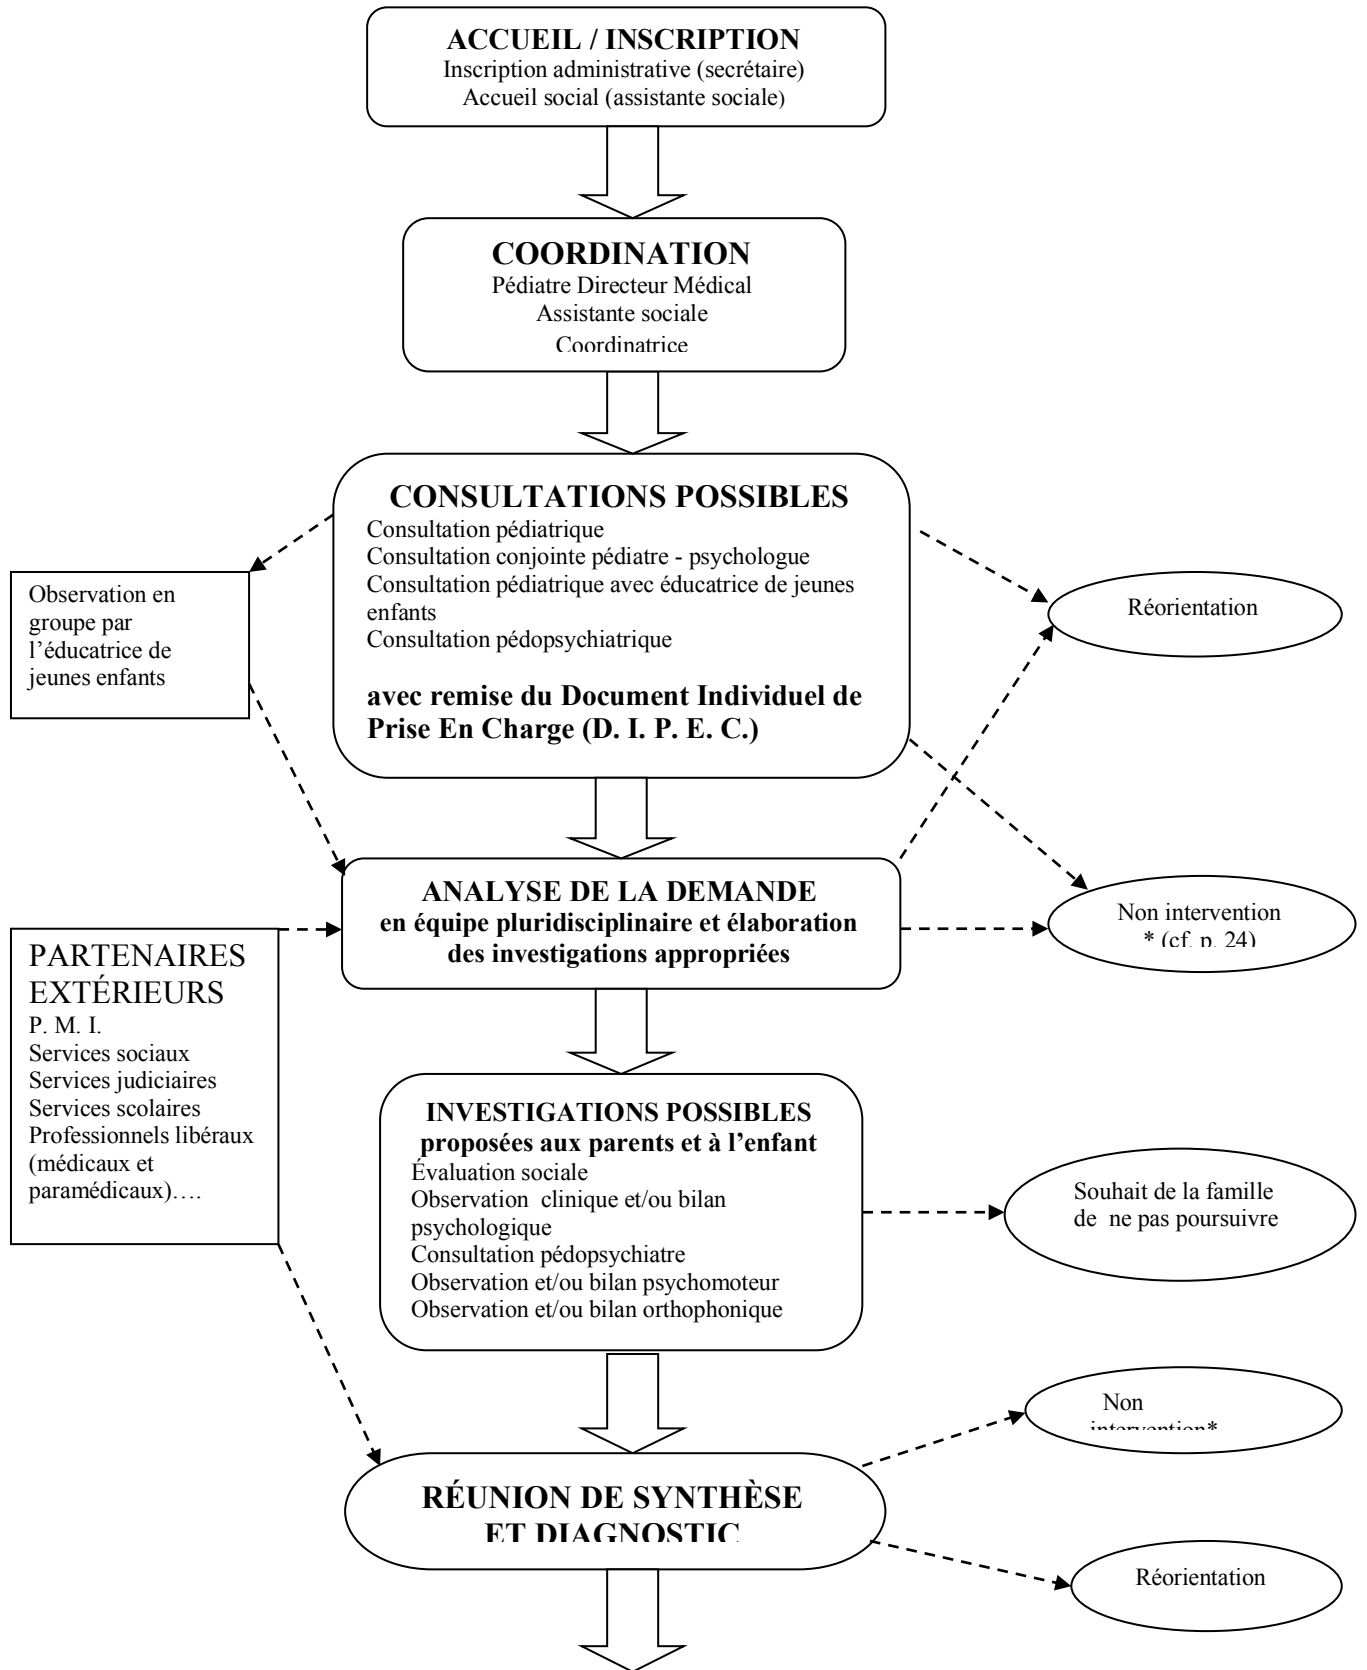 ACCUEIL / INSCRIPTION
Inscription administrative (secrétaire)
Accueil social (assistante sociale)
COORDINATION
Pédiatre Directeur Médical
Assistante sociale
Coordinatrice
CONSULTATIONS POSSIBLES
Consultation pédiatrique
Consultation conjointe pédiatre - psychologue
Consultation pédiatrique avec éducatrice de jeunes
enfants
Consultation pédopsychiatrique
avec remise du Document Individuel de
Prise En Charge (D. I. P. E. C.)
Observation en
groupe par
l’éducatrice de
jeunes enfants
Réorientation
ANALYSE DE LA DEMANDE
en équipe pluridisciplinaire et élaboration
des investigations appropriées
Non intervention
* (cf. p. 24)
PARTENAIRES
EXTÉRIEURS
P. M. I.
Services sociaux
Services judiciaires
Services scolaires
Professionnels libéraux
(médicaux et
paramédicaux)….
INVESTIGATIONS POSSIBLES
proposées aux parents et à l’enfant
Évaluation sociale
Observation clinique et/ou bilan
psychologique
Consultation pédopsychiatre
Observation et/ou bilan psychomoteur
Observation et/ou bilan orthophonique
Souhait de la famille
de ne pas poursuivre
Non
intervention*
RÉUNION DE SYNTHÈSE
ET DIAGNOSTIC
Réorientation